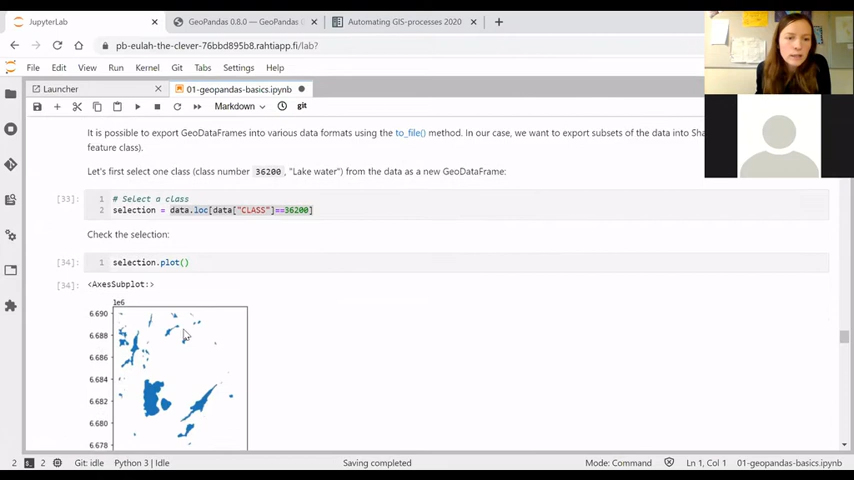 JupyterLab
GeoPandas 0.8.0 — GeoPandas
Automating GIS-processes 2020
pb-eulah-the-clever-76bbd895b8.rahtiapp.fi/lab?
File Edit View Run Kernel Git Tabs Settings Help
Launcher
01-geopandas-basics.ipynb
Markdown git
It is possible to export GeoDataFrames into various data formats using the to_file() method. In our case, we want to export subsets of the data into
feature class).
Let's first select one class (class number 36200, "Lake water") from the data as a new GeoDataFrame:
[33]:
1 # Select a class
2 selection = data.loc[data["CLASS"]==36200]
Check the selection:
[34]:
1 selection.plot()
[34]:
<AxesSubplot:>
1e6
6.690
6.688
6.686
6.684
6.682
6.680
6.678
2 2 Git: idle Python 3 | Idle Saving completed Mode: Command Ln 1, Col 1 01-geopandas-basics.ipynb